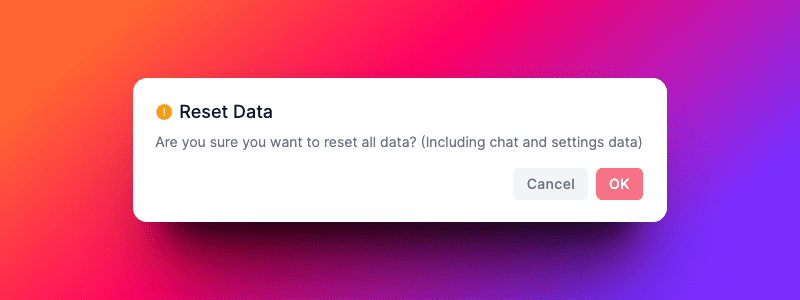 Reset Data
Are you sure you want to reset all data? (Including chat and settings data)
Cancel OK